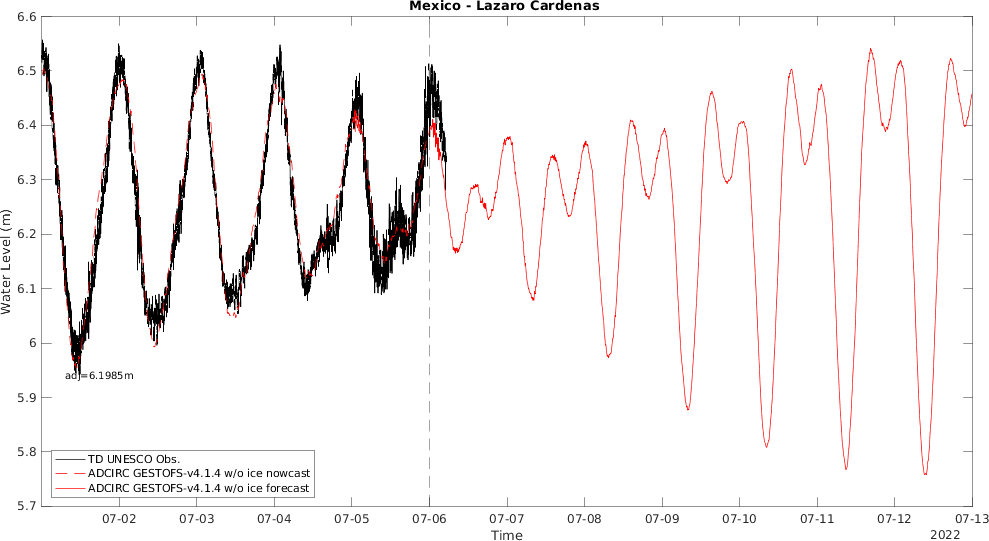 Mexico - Lazaro Cardenas
6.6
6.5
6.4
6.3
6.2
6.1
6
5.9
5.8
5.7
Water Level (m)
adj=6.1985m
TD UNESCO Obs.
ADCIRC GESTOFS-v4.1.4 w/o ice nowcast
ADCIRC GESTOFS-v4.1.4 w/o ice forecast
07-02 07-03 07-04 07-05 07-06 07-07 07-08 07-09 07-10 07-11 07-12 07-13
Time
2022